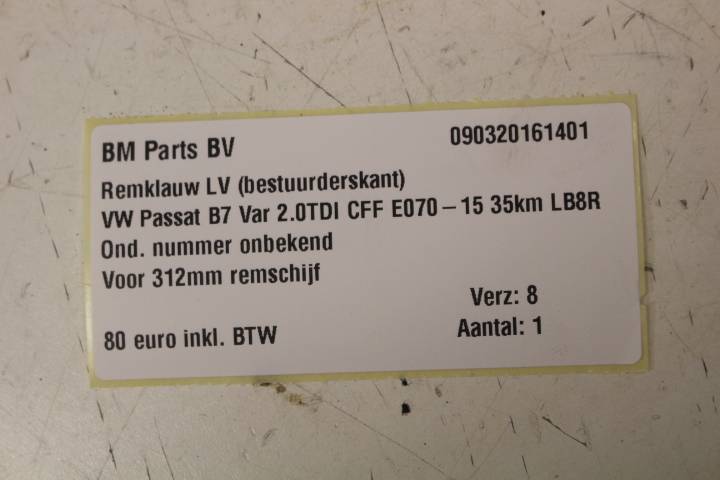 BM Parts BV 090320161401
Remklauw LV (bestuurderskant)
VW Passat B7 Var 2.0TDI CFF E070-15 35km LB8R
Ond. nummer onbekend
Voor 312mm remschijf
Verz: 8
80 euro inkl. BTW Aantal: 1